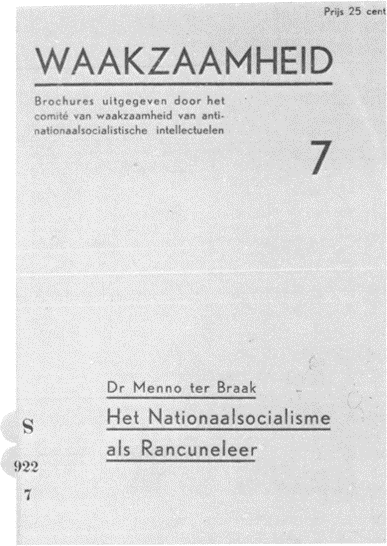 Prijs 25 cent
WAAKZAAMHEID
Brochures uitgegeven door het
comité van waakzaamheid van anti-
nationaalsocialistische intellectuelen
7
Dr Menno ter Braak
Het Nationaalsocialisme
als Rancuneleer
S
922
7